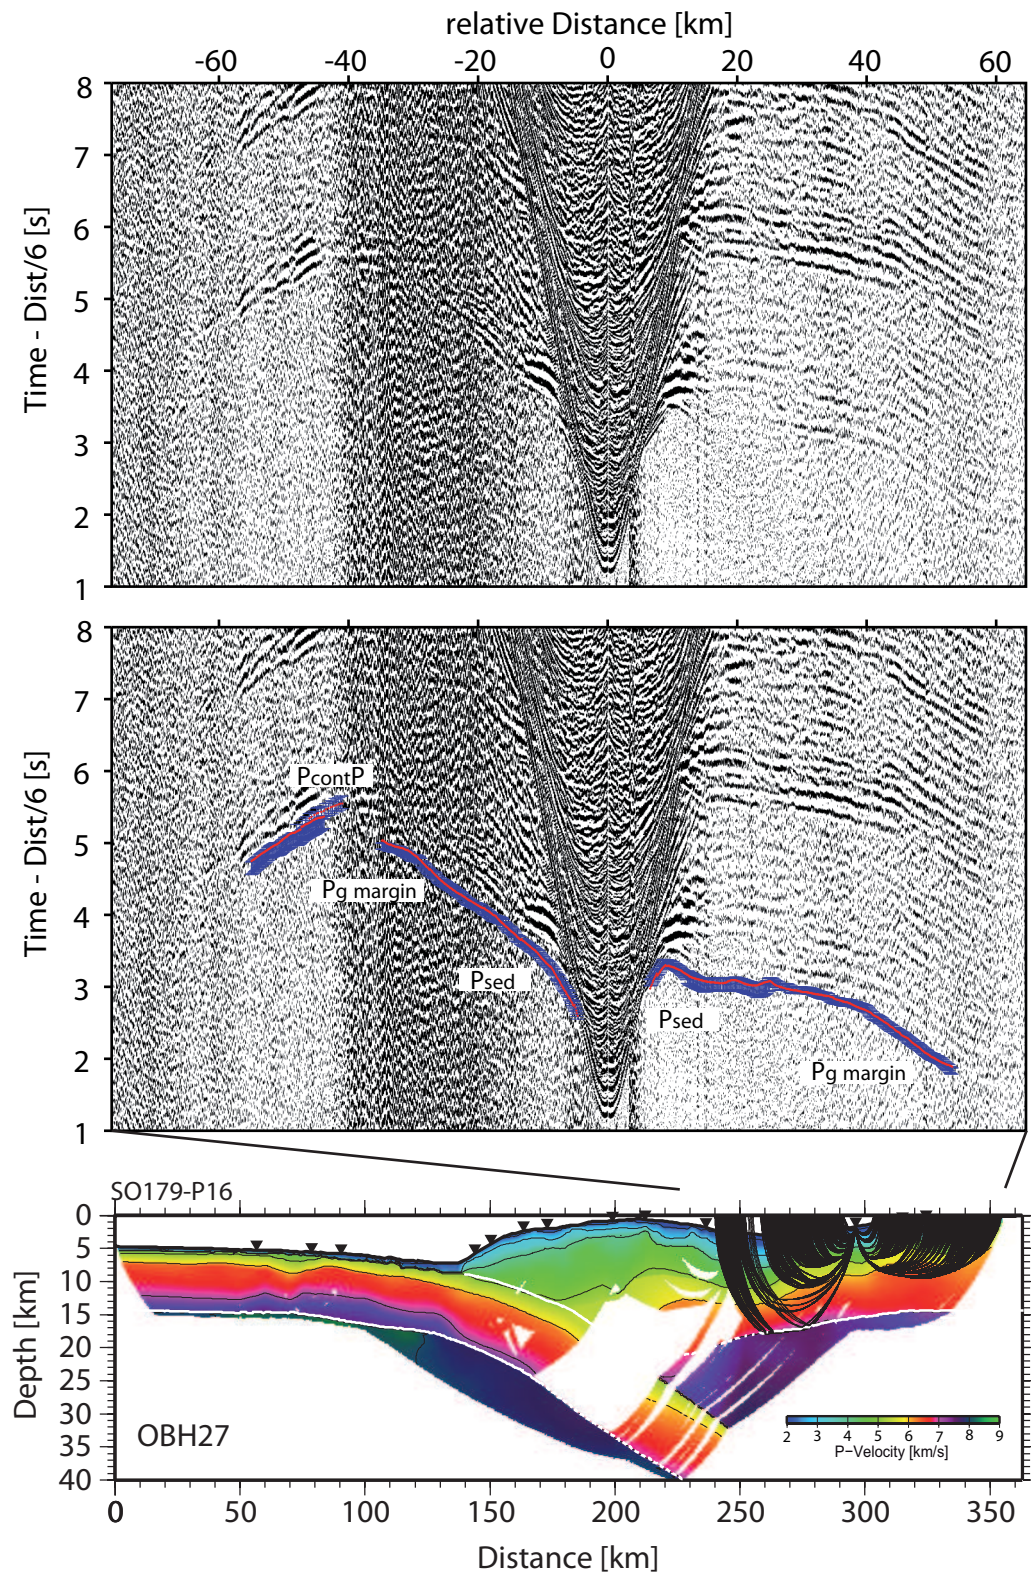 relative Distance [km]
-60 -40 -20 0 20 40 60
8
7
6
5
4
3
2
1
Time - Dist/6 [s]
8
7
6
5
4
3
2
1
Time - Dist/6 [s]
PcontP
Pg margin
Psed
Psed
Pg margin
SO179-P16
0
5
10
15
20
25
30
35
40
Depth [km]
OBH27
2 3 4 5 6 7 8 9
P-Velocity [km/s]
0 50 100 150 200 250 300 350
Distance [km]